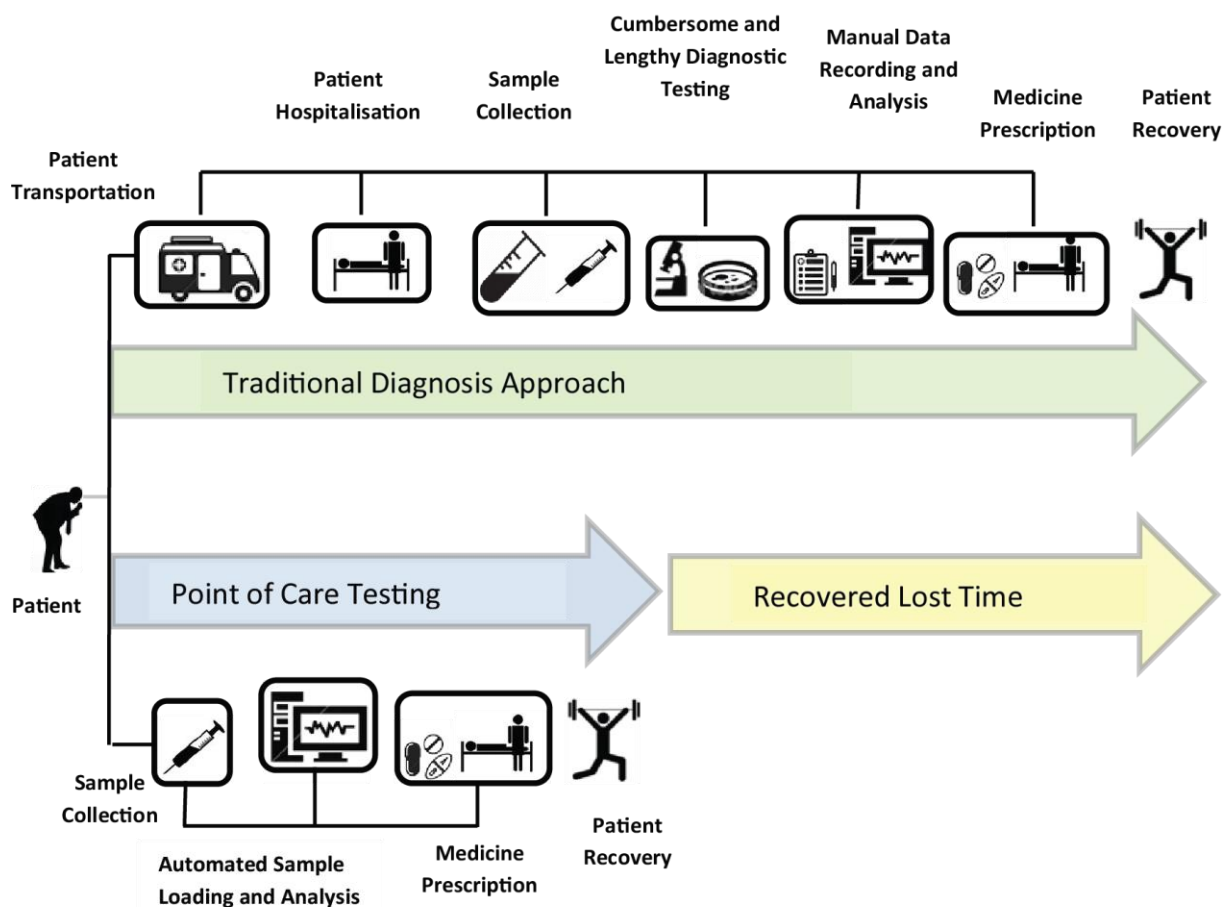 Cumbersome and
Lengthy Diagnostic
Testing
Manual Data
Recording and
Analysis
Patient
Hospitalisation
Sample
Collection
Medicine
Prescription
Patient
Recovery
Patient
Transportation
Traditional Diagnosis Approach
Patient
Point of Care Testing
Recovered Lost Time
Sample
Collection
Automated Sample
Loading and Analysis
Medicine
Prescription
Patient
Recovery